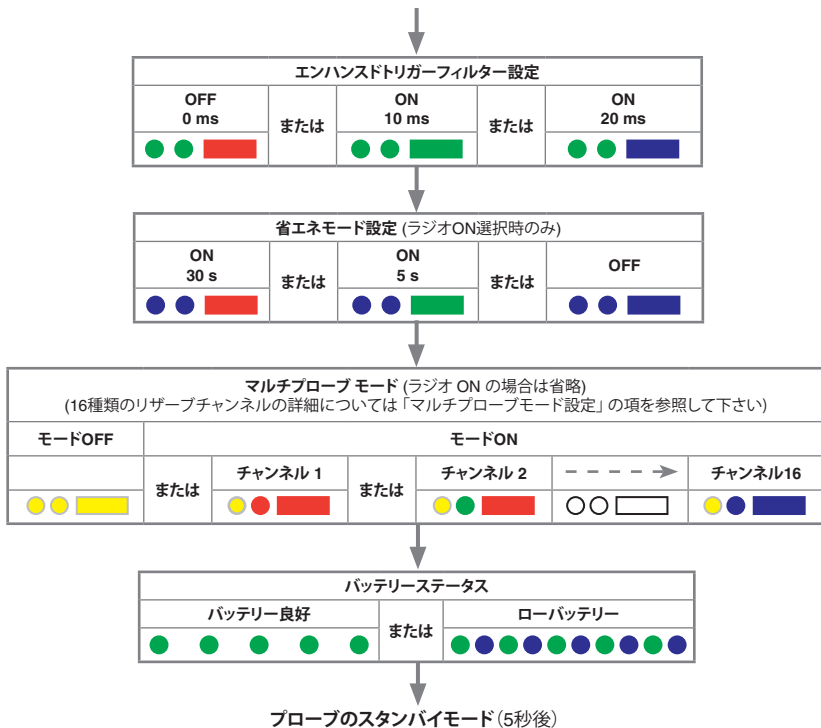 エンハンスドトリガーフィルター設定
OFF
0 ms
または
ON
10 ms
または
ON
20 ms
省エネモード設定 (ラジオON選択時のみ)
ON
30 s
または
ON
5 s
または
OFF
マルチプローブ モード (ラジオ ON の場合は省略)
(16種類のリザーブチャンネルの詳細については「マルチプローブモード設定」の項を参照して下さい)
モードOFF
モードON
または
チャンネル 1
または
チャンネル 2
チャンネル16
バッテリーステータス
バッテリー良好
または
ローバッテリー
プローブのスタンバイモード(5秒後)